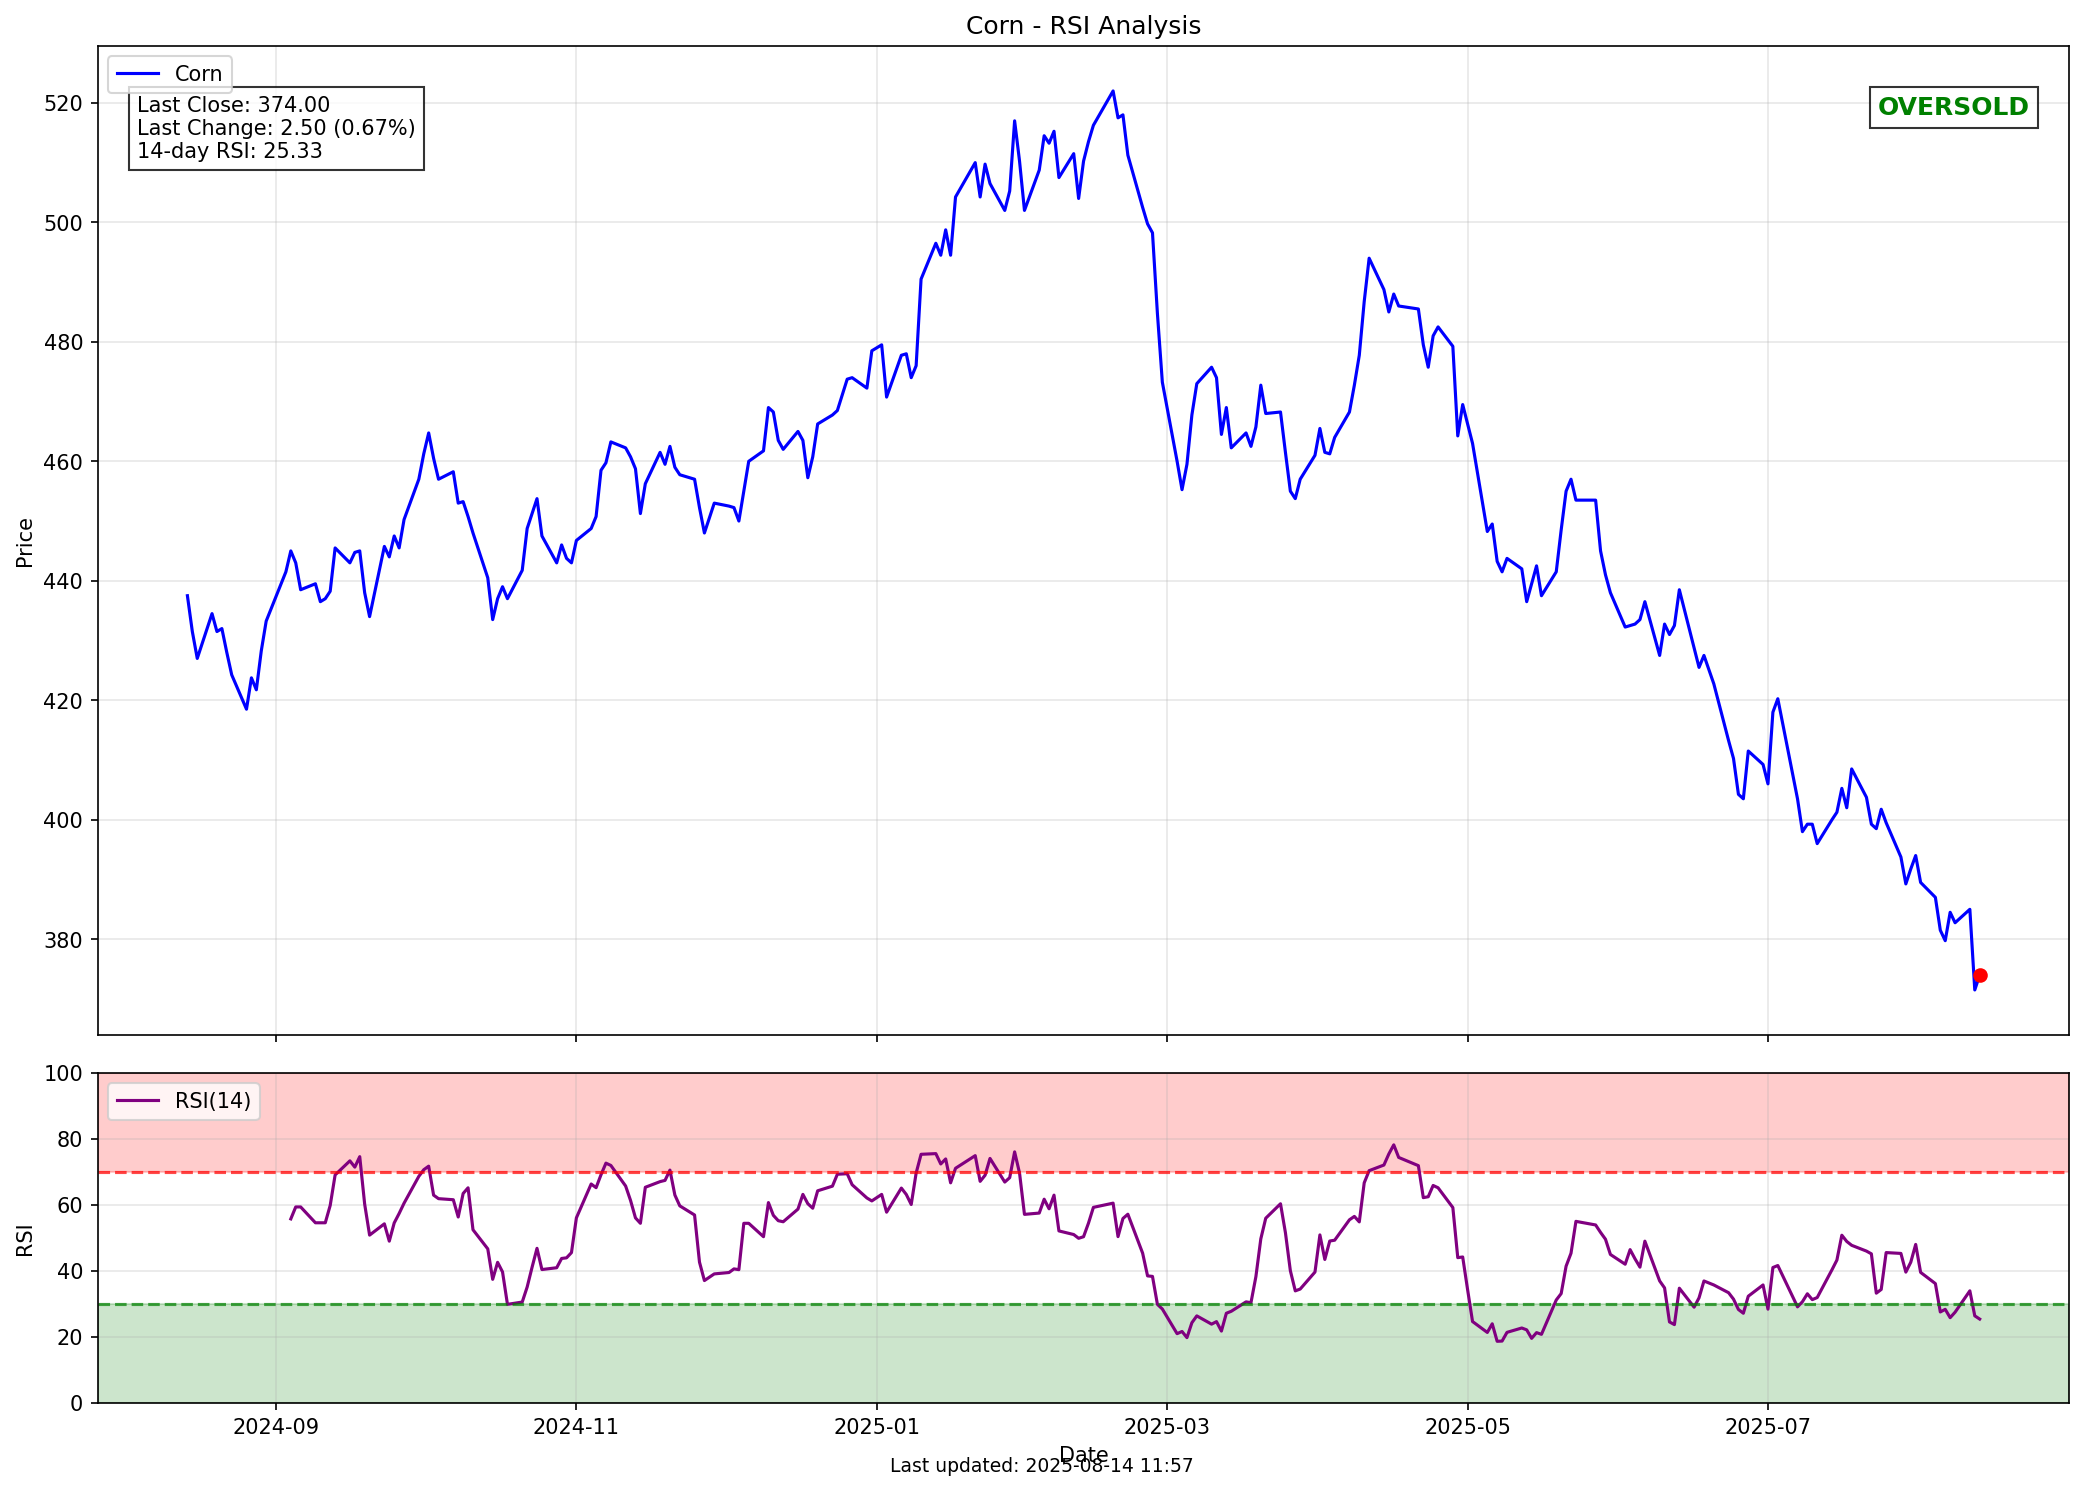 Corn - RSI Analysis
Corn
Last Close: 374.00
Last Change: 2.50 (0.67%)
14-day RSI: 25.33
OVERSOLD
Price
520
500
480
460
440
420
400
380
RSI(14)
RSI
100
80
60
40
20
0
2024-09 2024-11 2025-01 2025-03 2025-05 2025-07
Date
Last updated: 2025-08-14 11:57